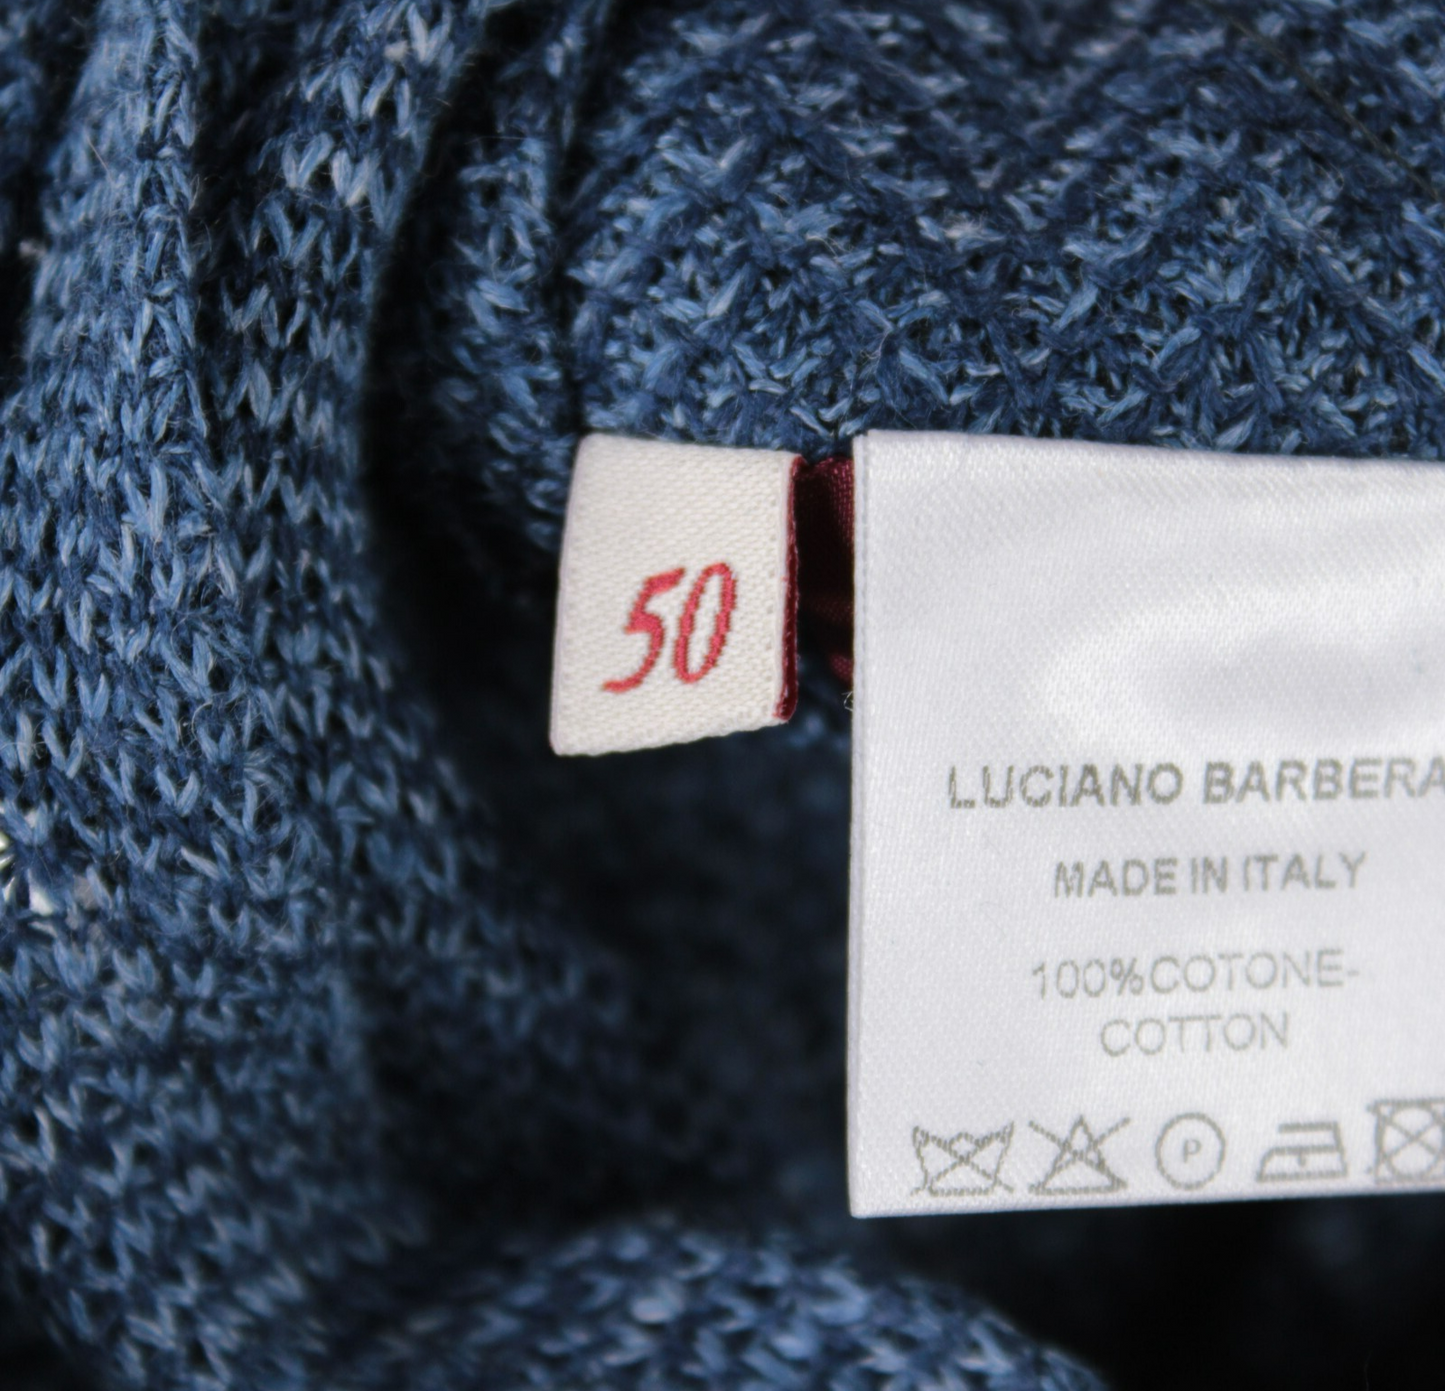 50
LUCIANO BARBERA
MADE IN ITALY
100%COTONE-
COTTON
P